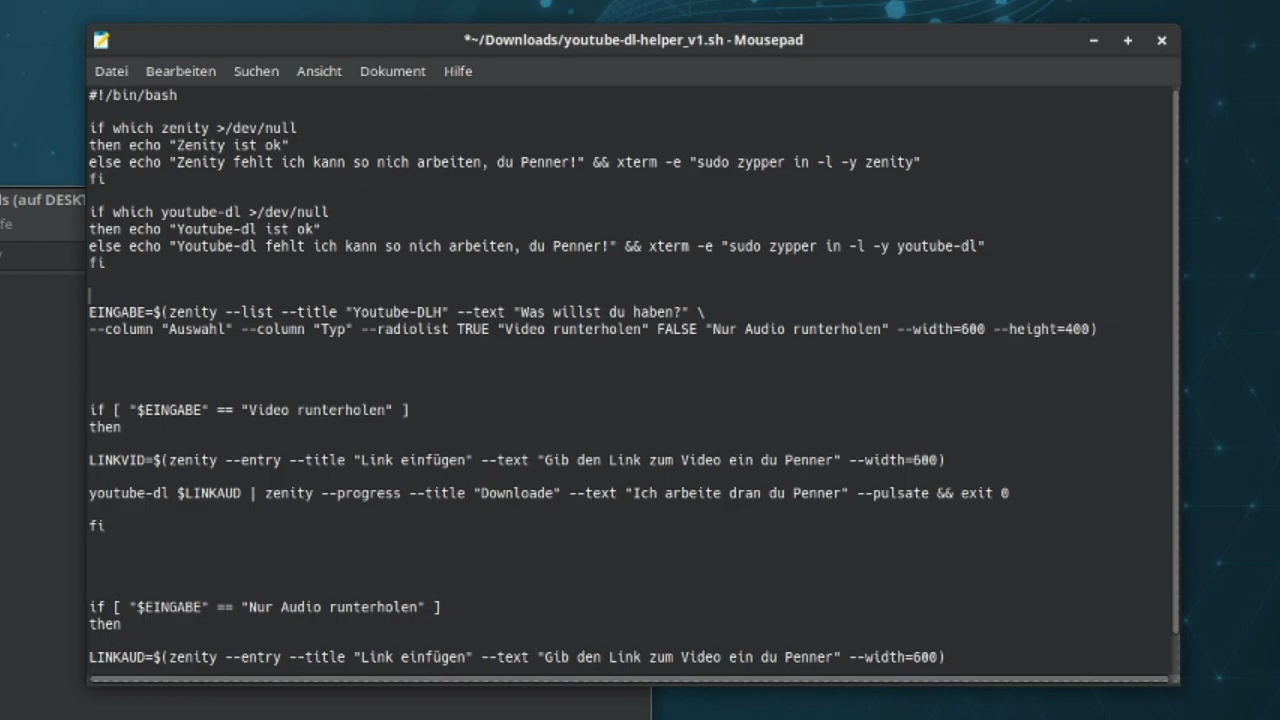 *~/Downloads/youtube-dl-helper_v1.sh - Mousepad
Datei Bearbeiten Suchen Ansicht Dokument Hilfe
#!/bin/bash
if which zenity >/dev/null
then echo "Zenity ist ok"
else echo "Zenity fehlt ich kann so nich arbeiten, du Penner!" && xterm -e "sudo zypper in -l -y zenity"
fi
if which youtube-dl >/dev/null
then echo "Youtube-dl ist ok"
else echo "Youtube-dl fehlt ich kann so nich arbeiten, du Penner!" && xterm -e "sudo zypper in -l -y youtube-dl"
fi
EINGABE=$(zenity --list --title "Youtube-DLH" --text "Was willst du haben?" \
--column "Auswahl" --column "Typ" --radiolist TRUE "Video runterholen" FALSE "Nur Audio runterholen" --width=600 --height=400)
if [ "$EINGABE" == "Video runterholen" ]
then
LINKVID=$(zenity --entry --title "Link einfügen" --text "Gib den Link zum Video ein du Penner" --width=600)
youtube-dl $LINKAUD | zenity --progress --title "Downloade" --text "Ich arbeite dran du Penner" --pulsate && exit 0
fi
if [ "$EINGABE" == "Nur Audio runterholen" ]
then
LINKAUD=$(zenity --entry --title "Link einfügen" --text "Gib den Link zum Video ein du Penner" --width=600)
ls (auf DESKT
fe